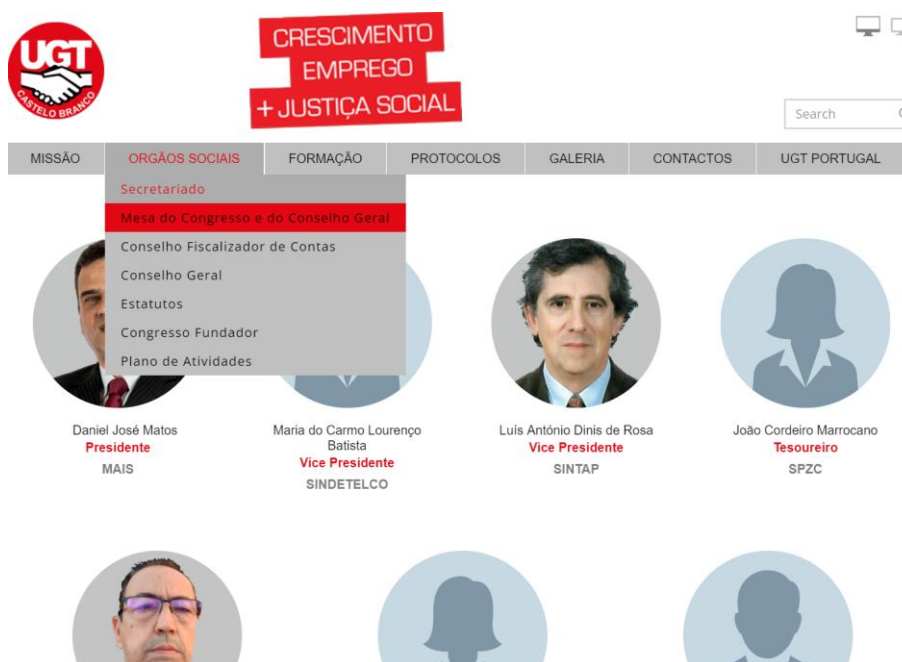 UGT
CASTELO BRANCO
CRESCIMENTO
EMPREGO
+ JUSTIÇA SOCIAL
Search
MISSÃO ORGÃOS SOCIAIS FORMAÇÃO PROTOCOLOS GALERIA CONTACTOS UGT PORTUGAL
Secretariado
Mesa do Congresso e do Conselho Geral
Conselho Fiscalizador de Contas
Conselho Geral
Estatutos
Congresso Fundador
Plano de Atividades
Daniel José Matos
Presidente
MAIS
Maria do Carmo Lourenço
Batista
Vice Presidente
SINDETELCO
Luís António Dinis de Rosa
Vice Presidente
SINTAP
João Cordeiro Marrocano
Tesoureiro
SPZC